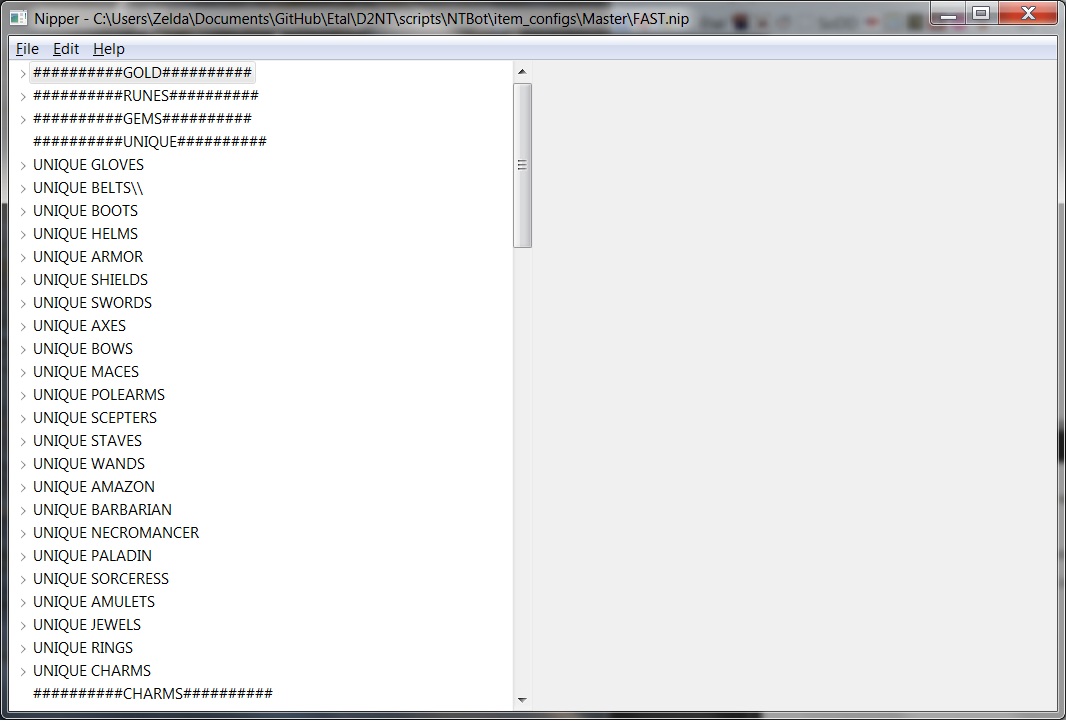 Nipper - C:\Users\Zelda\Documents\GitHub\Etal\D2NT\scripts\NTBot\item_configs\Master\FAST.nip
File Edit Help
##########GOLD##########
##########RUNES##########
##########GEMS##########
##########UNIQUE##########
UNIQUE GLOVES
UNIQUE BELTS\\
UNIQUE BOOTS
UNIQUE HELMS
UNIQUE ARMOR
UNIQUE SHIELDS
UNIQUE SWORDS
UNIQUE AXES
UNIQUE BOWS
UNIQUE MACES
UNIQUE POLEARMS
UNIQUE SCEPTERS
UNIQUE STAVES
UNIQUE WANDS
UNIQUE AMAZON
UNIQUE BARBARIAN
UNIQUE NECROMANCER
UNIQUE PALADIN
UNIQUE SORCERESS
UNIQUE AMULETS
UNIQUE JEWELS
UNIQUE RINGS
UNIQUE CHARMS
##########CHARMS##########